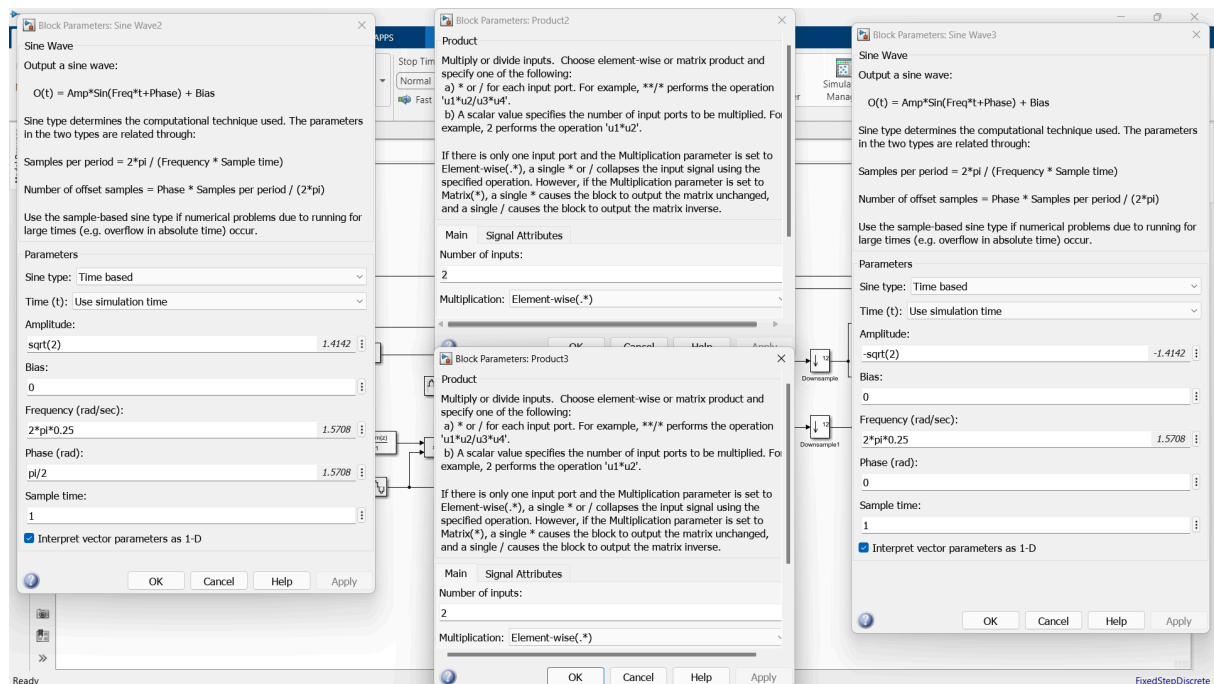 Block Parameters: Sine Wave2
Sine Wave
Output a sine wave:
O(t) = Amp*Sin(Freq*t+Phase) + Bias
Sine type determines the computational technique used. The parameters
in the two types are related through:
Samples per period = 2*pi / (Frequency * Sample time)
Number of offset samples = Phase * Samples per period / (2*pi)
Use the sample-based sine type if numerical problems due to running for
large times (e.g. overflow in absolute time) occur.
Parameters
Sine type: Time based
Time (t): Use simulation time
Amplitude:
sqrt(2) 1.4142
Bias:
0
Frequency (rad/sec):
2*pi*0.25 1.5708
Phase (rad):
pi/2 1.5708
Sample time:
1
Interpret vector parameters as 1-D
OK Cancel Help Apply
Ready
APPS
Stop Tim
Normal
Fast
Block Parameters: Product2
Product
Multiply or divide inputs. Choose element-wise or matrix product and
specify one of the following:
a) * or / for each input port. For example, **/* performs the operation
'u1*u2/u3*u4'.
b) A scalar value specifies the number of input ports to be multiplied. For
example, 2 performs the operation 'u1*u2'.
If there is only one input port and the Multiplication parameter is set to
Element-wise(.*), a single * or / collapses the input signal using the
specified operation. However, if the Multiplication parameter is set to
Matrix(*), a single * causes the block to output the matrix unchanged,
and a single / causes the block to output the matrix inverse.
Main Signal Attributes
Number of inputs:
2
Multiplication: Element-wise(.*)
OK Cancel Help Apply
Block Parameters: Product3
Product
Multiply or divide inputs. Choose element-wise or matrix product and
specify one of the following:
a) * or / for each input port. For example, **/* performs the operation
'u1*u2/u3*u4'.
b) A scalar value specifies the number of input ports to be multiplied. For
example, 2 performs the operation 'u1*u2'.
If there is only one input port and the Multiplication parameter is set to
Element-wise(.*), a single * or / collapses the input signal using the
specified operation. However, if the Multiplication parameter is set to
Matrix(*), a single * causes the block to output the matrix unchanged,
and a single / causes the block to output the matrix inverse.
Main Signal Attributes
Number of inputs:
2
Multiplication: Element-wise(.*)
OK Cancel Help Apply
Simula
Mana
12
Downsample
12
Downsample1
Block Parameters: Sine Wave3
Sine Wave
Output a sine wave:
O(t) = Amp*Sin(Freq*t+Phase) + Bias
Sine type determines the computational technique used. The parameters
in the two types are related through:
Samples per period = 2*pi / (Frequency * Sample time)
Number of offset samples = Phase * Samples per period / (2*pi)
Use the sample-based sine type if numerical problems due to running for
large times (e.g. overflow in absolute time) occur.
Parameters
Sine type: Time based
Time (t): Use simulation time
Amplitude:
-sqrt(2) -1.4142
Bias:
0
Frequency (rad/sec):
2*pi*0.25 1.5708
Phase (rad):
0
Sample time:
1
Interpret vector parameters as 1-D
OK Cancel Help Apply
FixedStepDiscrete